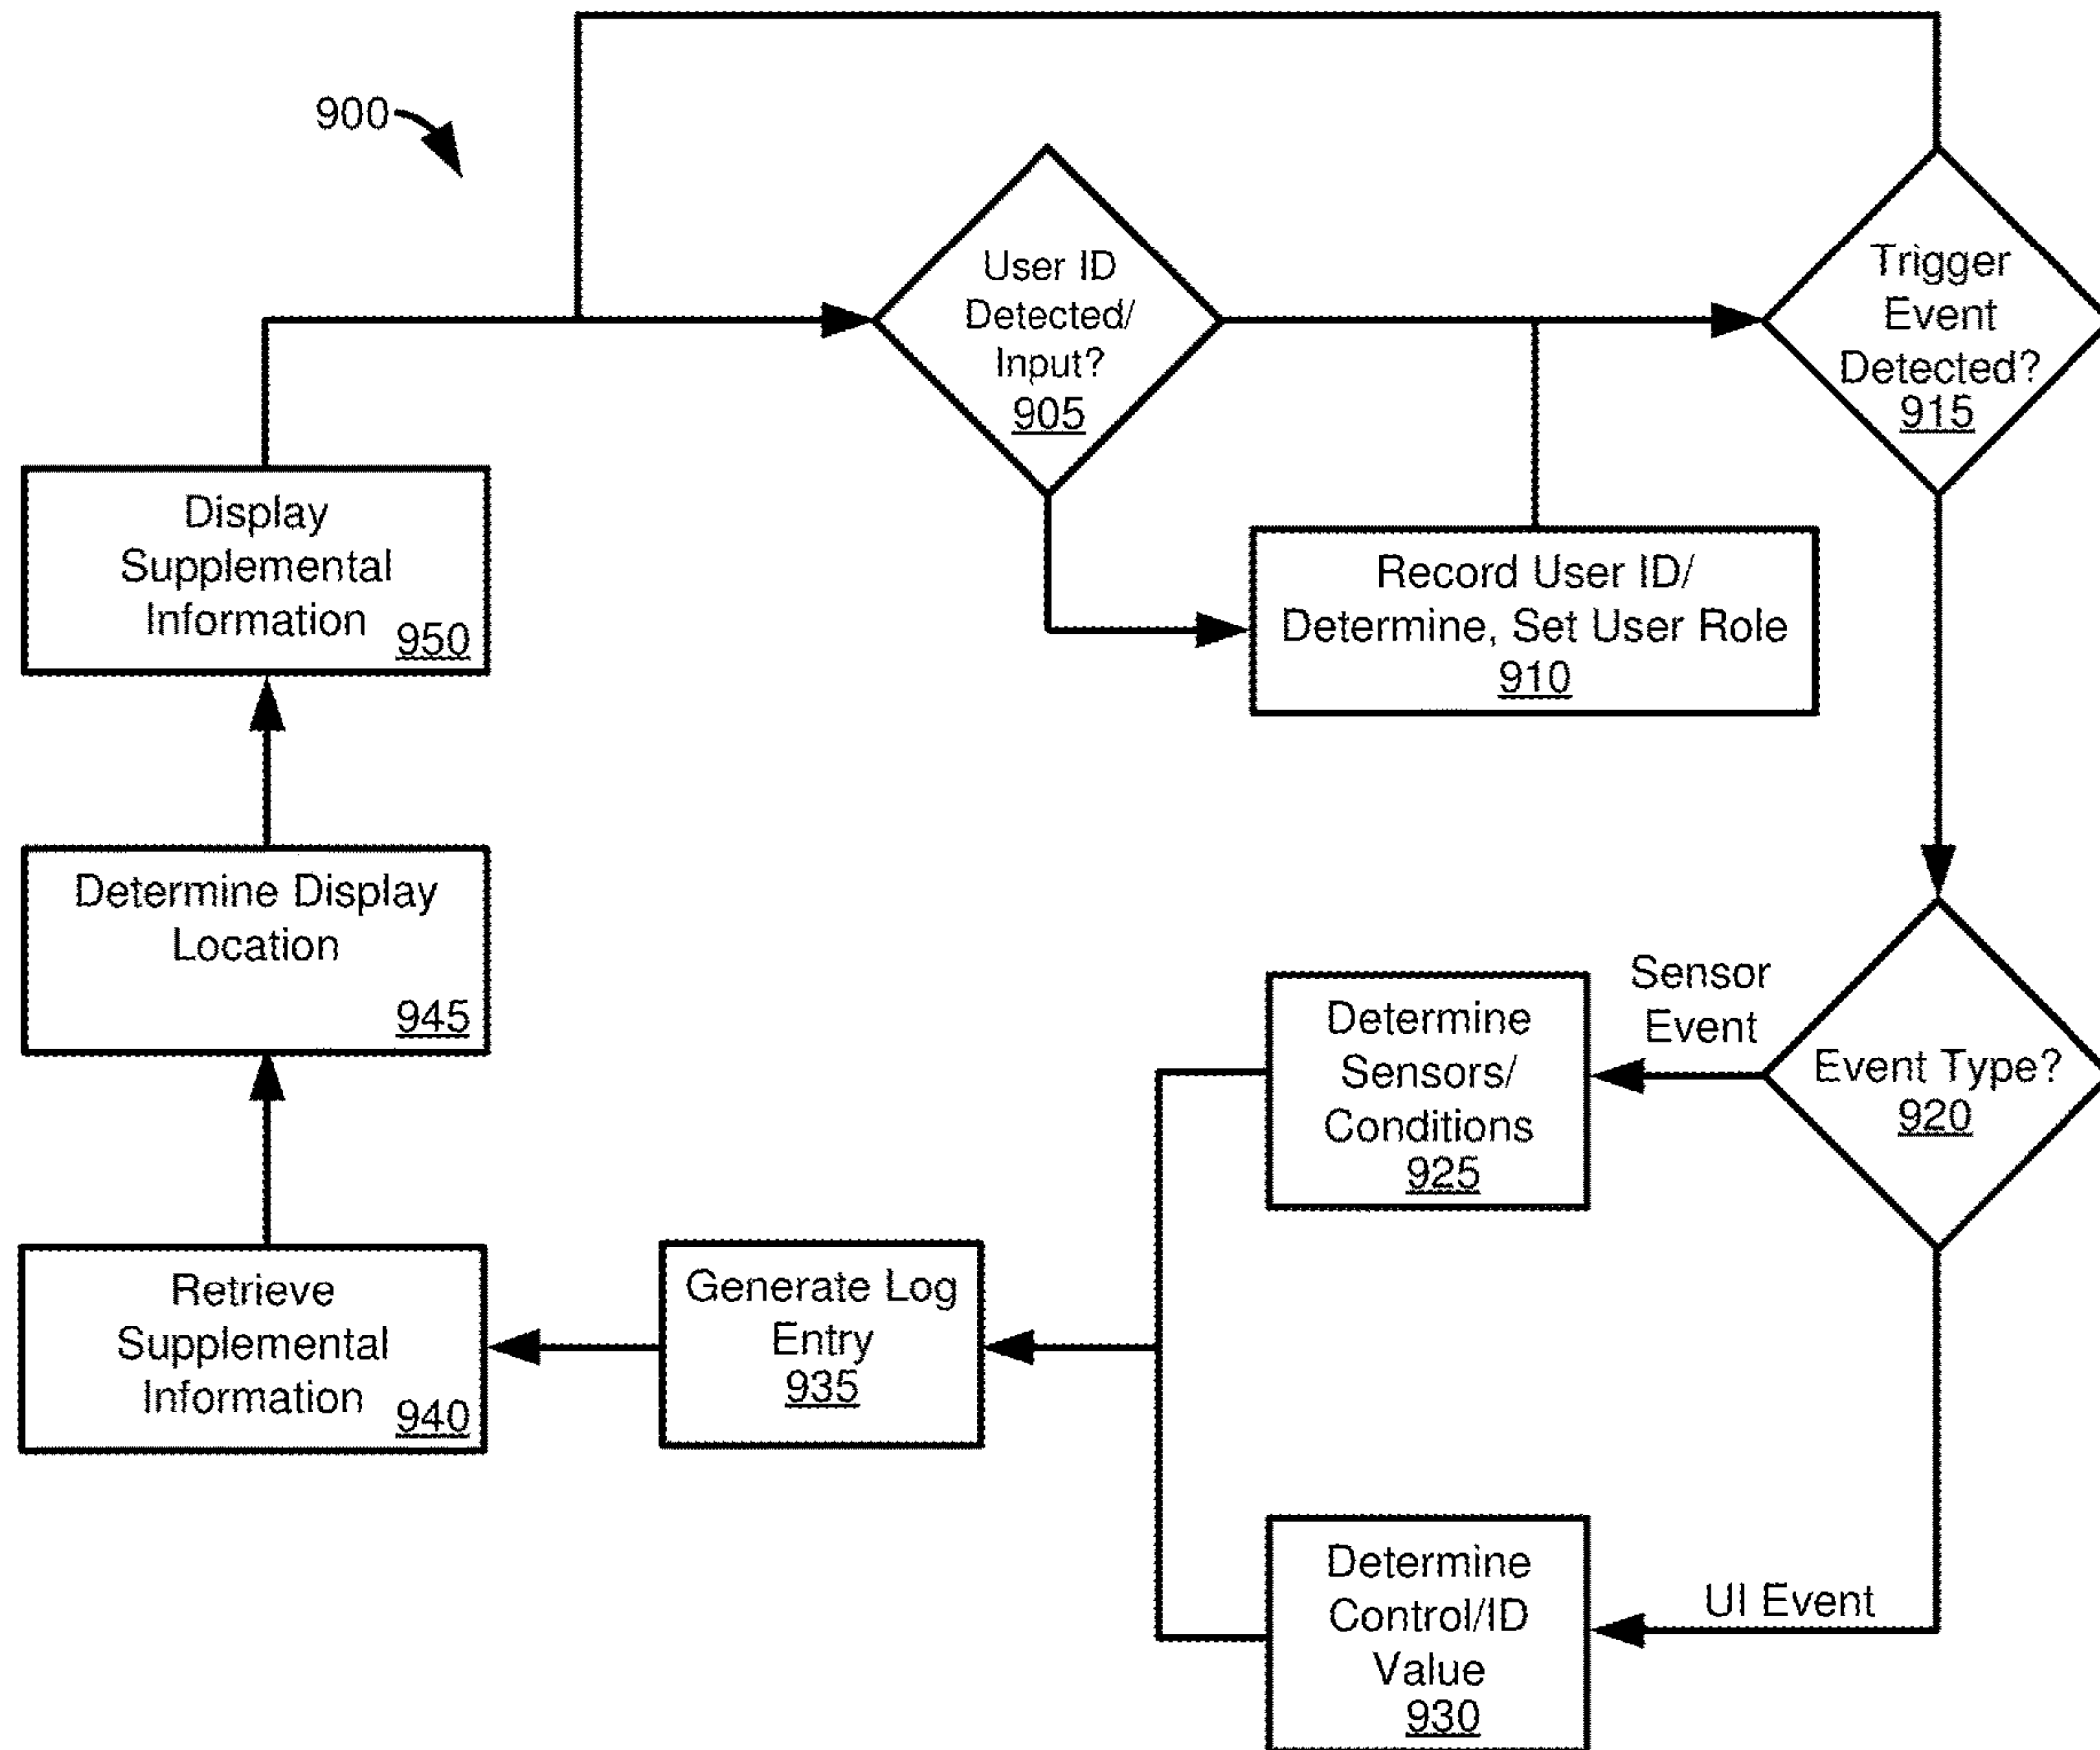 900
User ID
Detected/
Input?
905
Trigger
Event
Detected?
915
Display
Supplemental
Information
950
Record User ID/
Determine, Set User Role
910
Determine Display
Location
945
Sensor
Event
Event Type?
920
Determine
Sensors/
Conditions
925
Retrieve
Supplemental
Information
940
Generate Log
Entry
935
Determine
Control/ID
Value
930
UI Event